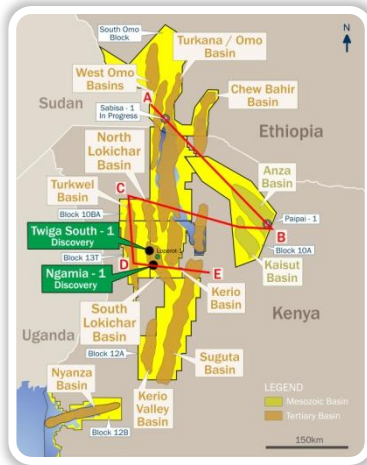 South Omo
Block
N
Turkana / Omo
Basin
West Omo
Basins
A
Chew Bahir
Basin
Sudan
Sabisa - 1
In Progress
Ethiopia
North
Lokichar
Basin
Anza
Basin
Turkwel
Basin
C
Block 10BA
Paipai - 1
B
Twiga South - 1
Discovery
Block 10A
Kaisut
Basin
Block 13T
D
Ngamia - 1
Discovery
E
Kerio
Basin
South
Lokichar
Basin
Kenya
Uganda
Block 12A
Suguta
Basin
Nyanza
Basin
Kerio
Valley
Basin
LEGEND
Mesozoic Basin
Tertiary Basin
Block 12B
150km